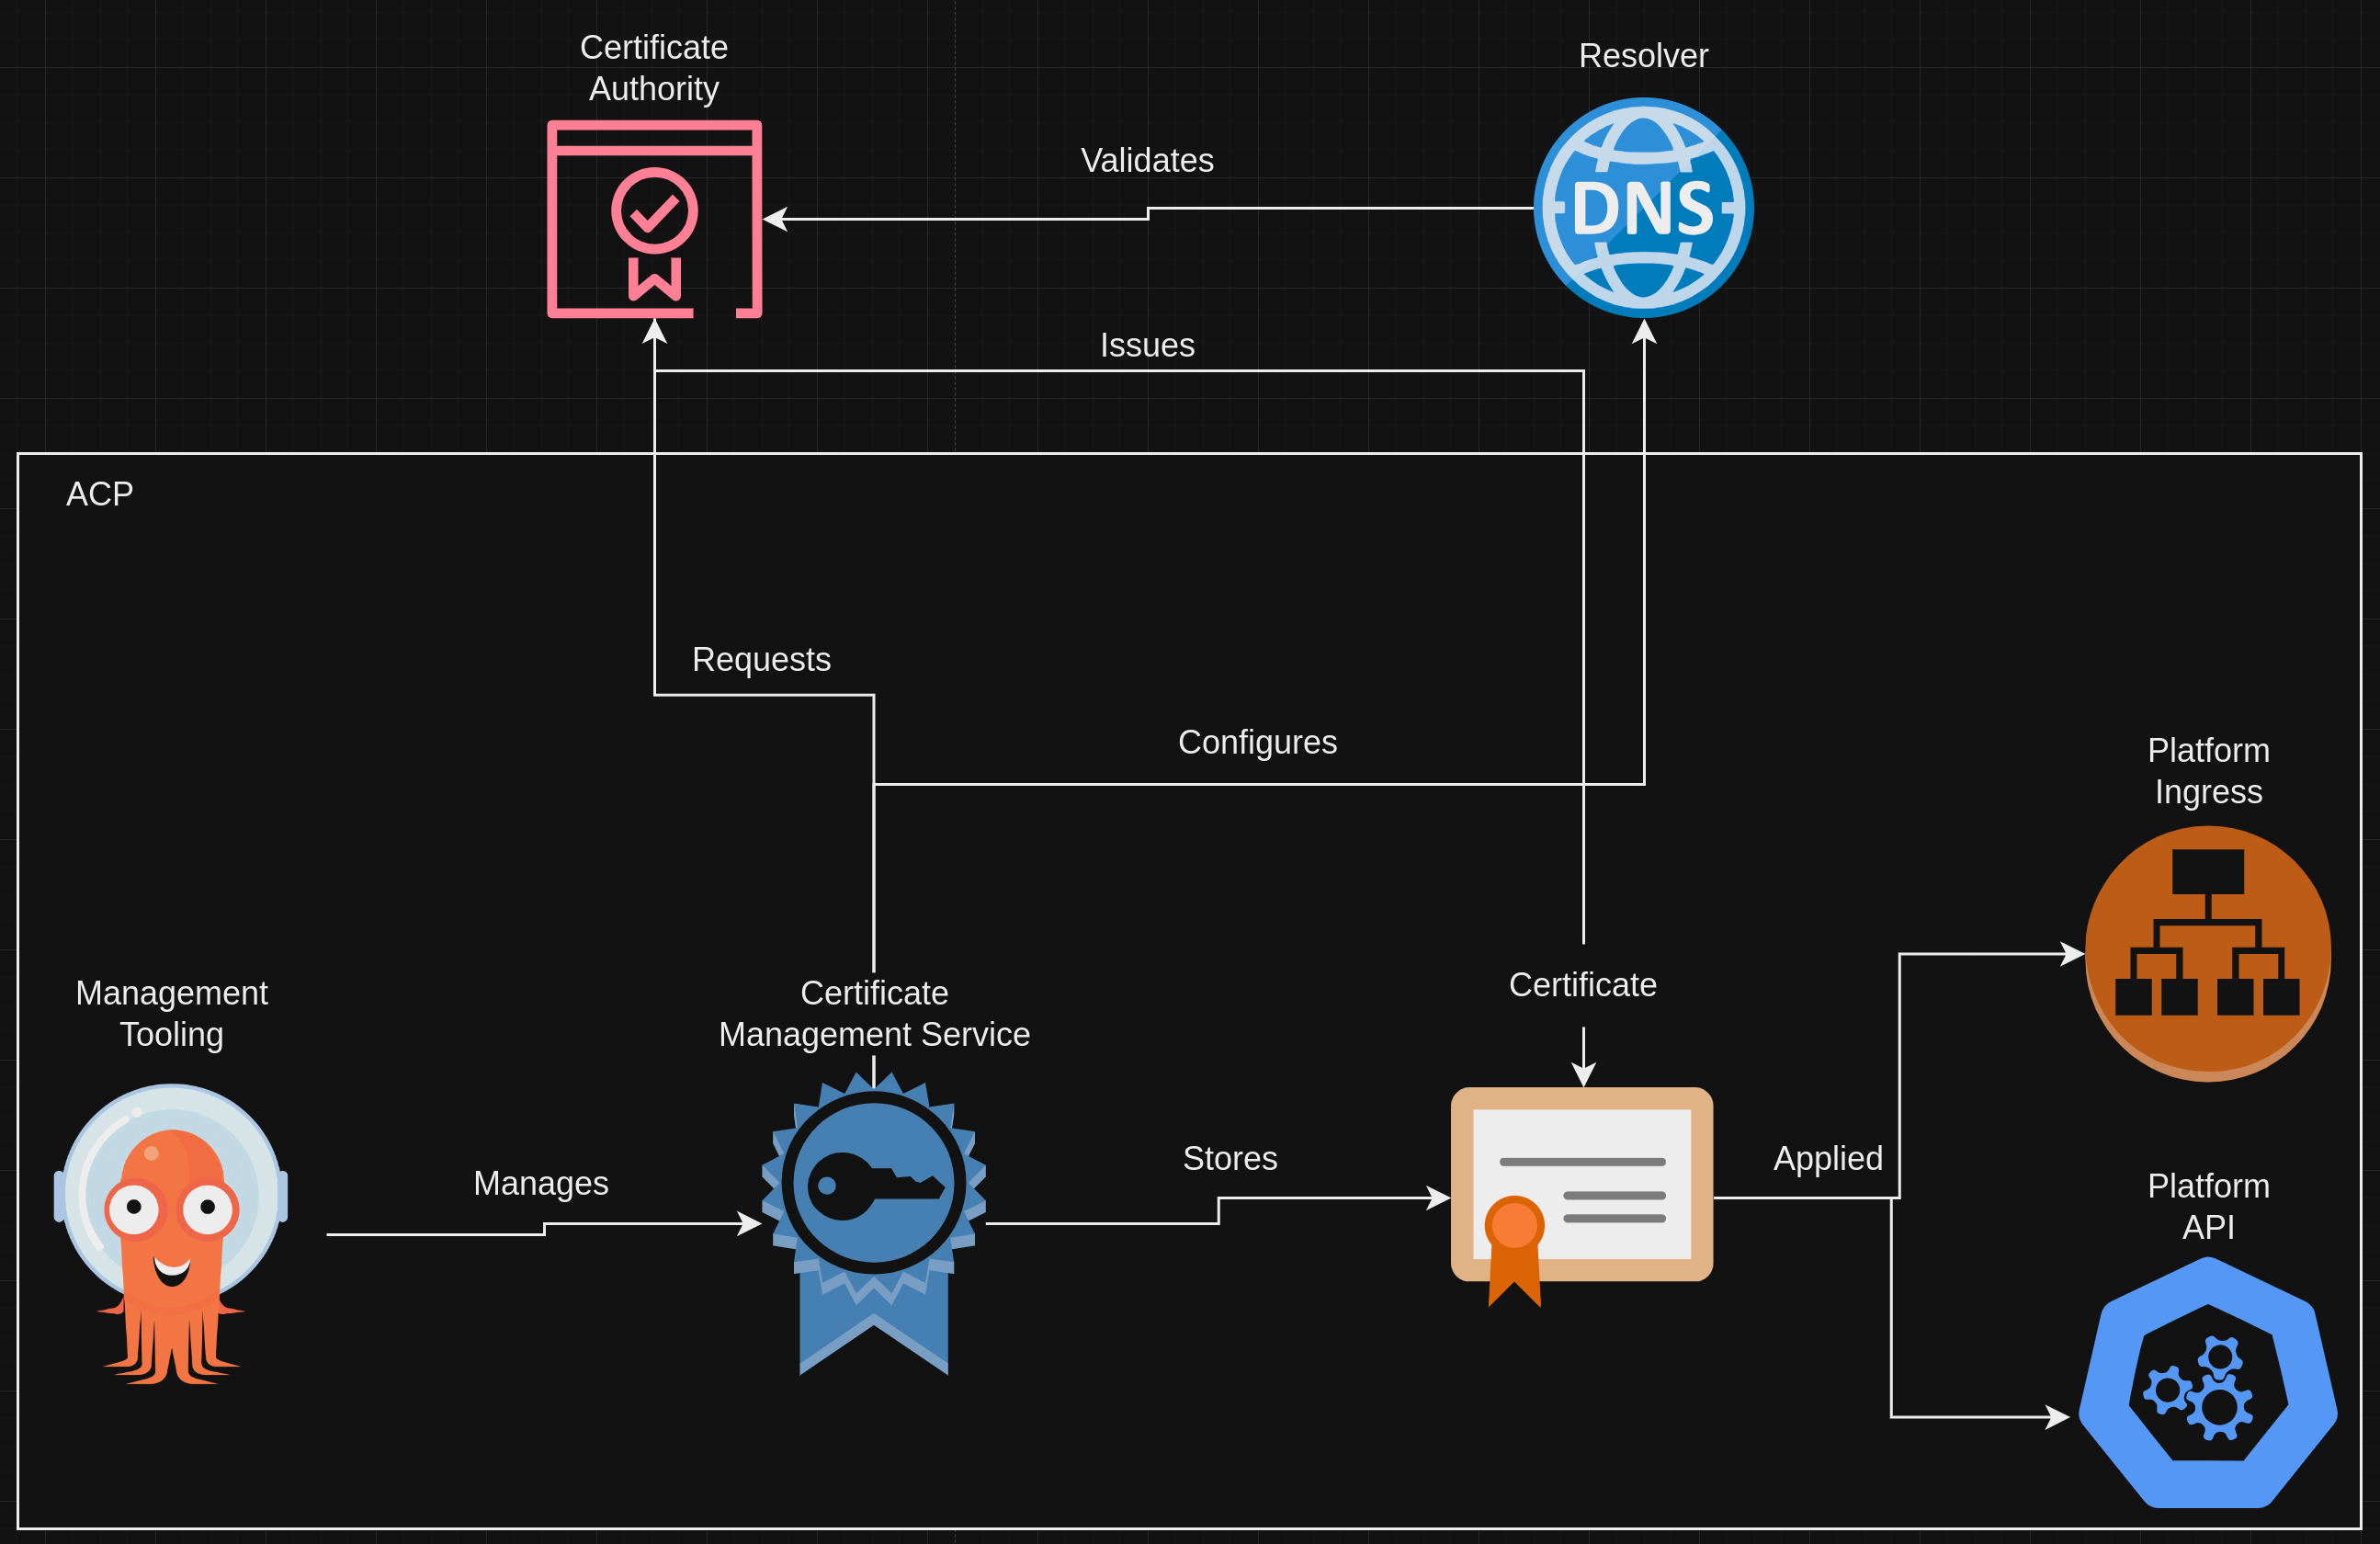 Certificate
Authority
Resolver
DNS
Validates
Issues
ACP
Requests
Configures
Platform
Ingress
Management
Tooling
Certificate
Management Service
Certificate
Manages
Stores
Applied
Platform
API